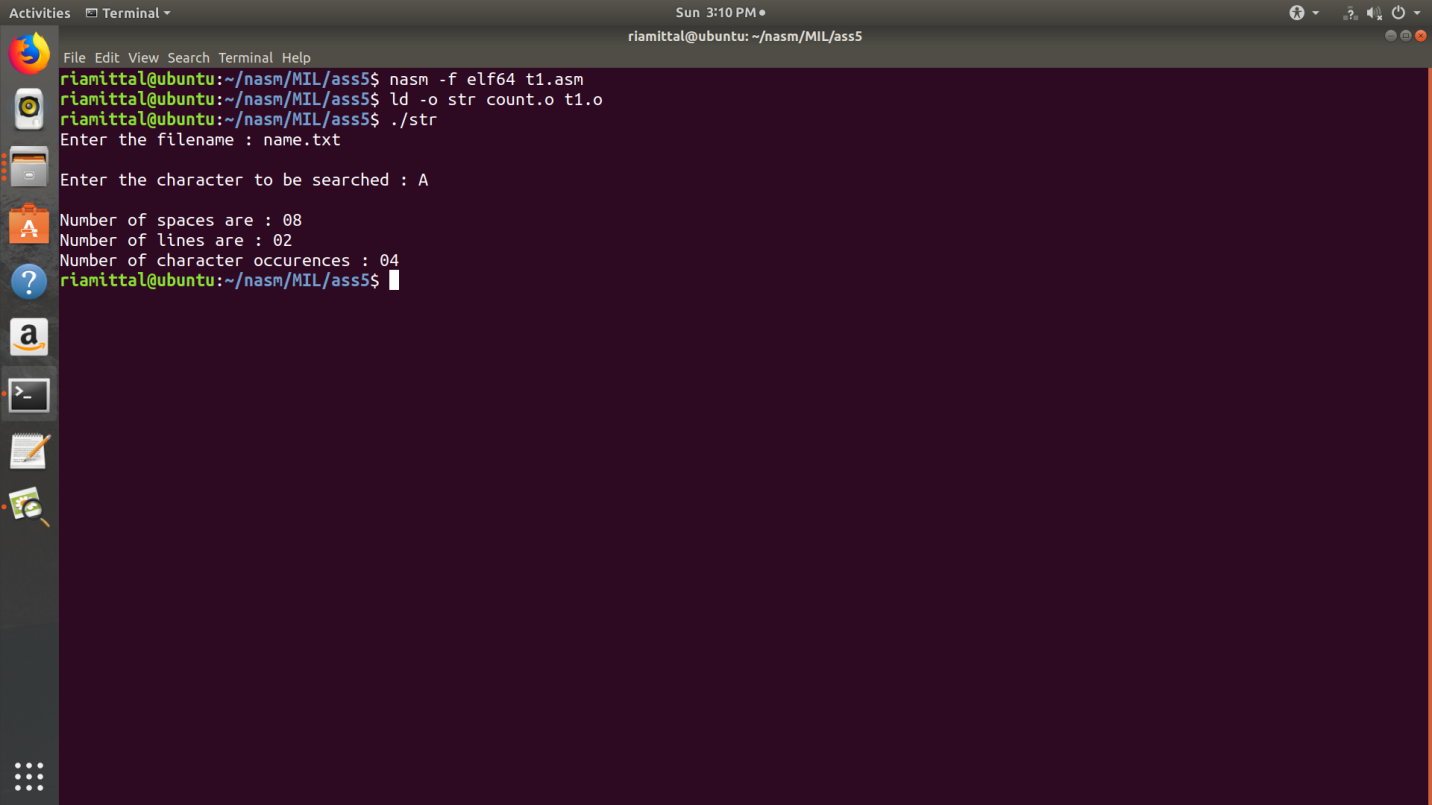 Activities Terminal Sun 3:10 PM
riamittal@ubuntu: ~/nasm/MIL/ass5
File Edit View Search Terminal Help
riamittal@ubuntu:~/nasm/MIL/ass5$ nasm -f elf64 t1.asm
riamittal@ubuntu:~/nasm/MIL/ass5$ ld -o str count.o t1.o
riamittal@ubuntu:~/nasm/MIL/ass5$ ./str
Enter the filename : name.txt
Enter the character to be searched : A
Number of spaces are : 08
Number of lines are : 02
Number of character occurences : 04
riamittal@ubuntu:~/nasm/MIL/ass5$